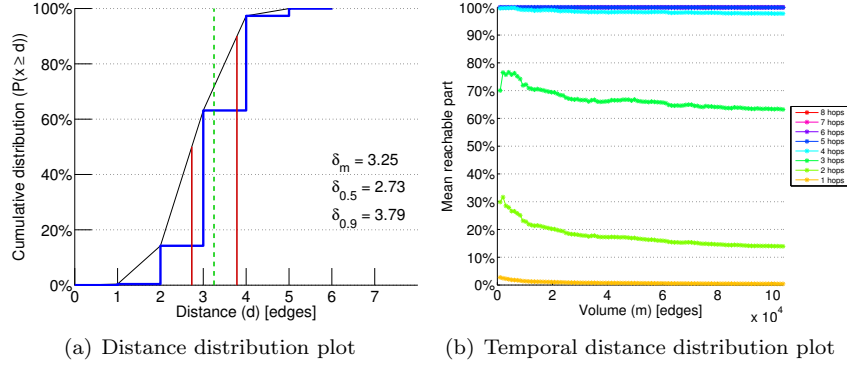 100%
80%
60%
40%
20%
0%
Cumulative distribution (P(x ≥ d))
δm = 3.25
δ0.5 = 2.73
δ0.9 = 3.79
0 1 2 3 4 5 6 7
Distance (d) [edges]
(a) Distance distribution plot
100%
90%
80%
70%
60%
50%
40%
30%
20%
10%
0%
Mean reachable part
0 2 4 6 8 10
x 10^4
Volume (m) [edges]
8 hops
7 hops
6 hops
5 hops
4 hops
3 hops
2 hops
1 hops
(b) Temporal distance distribution plot